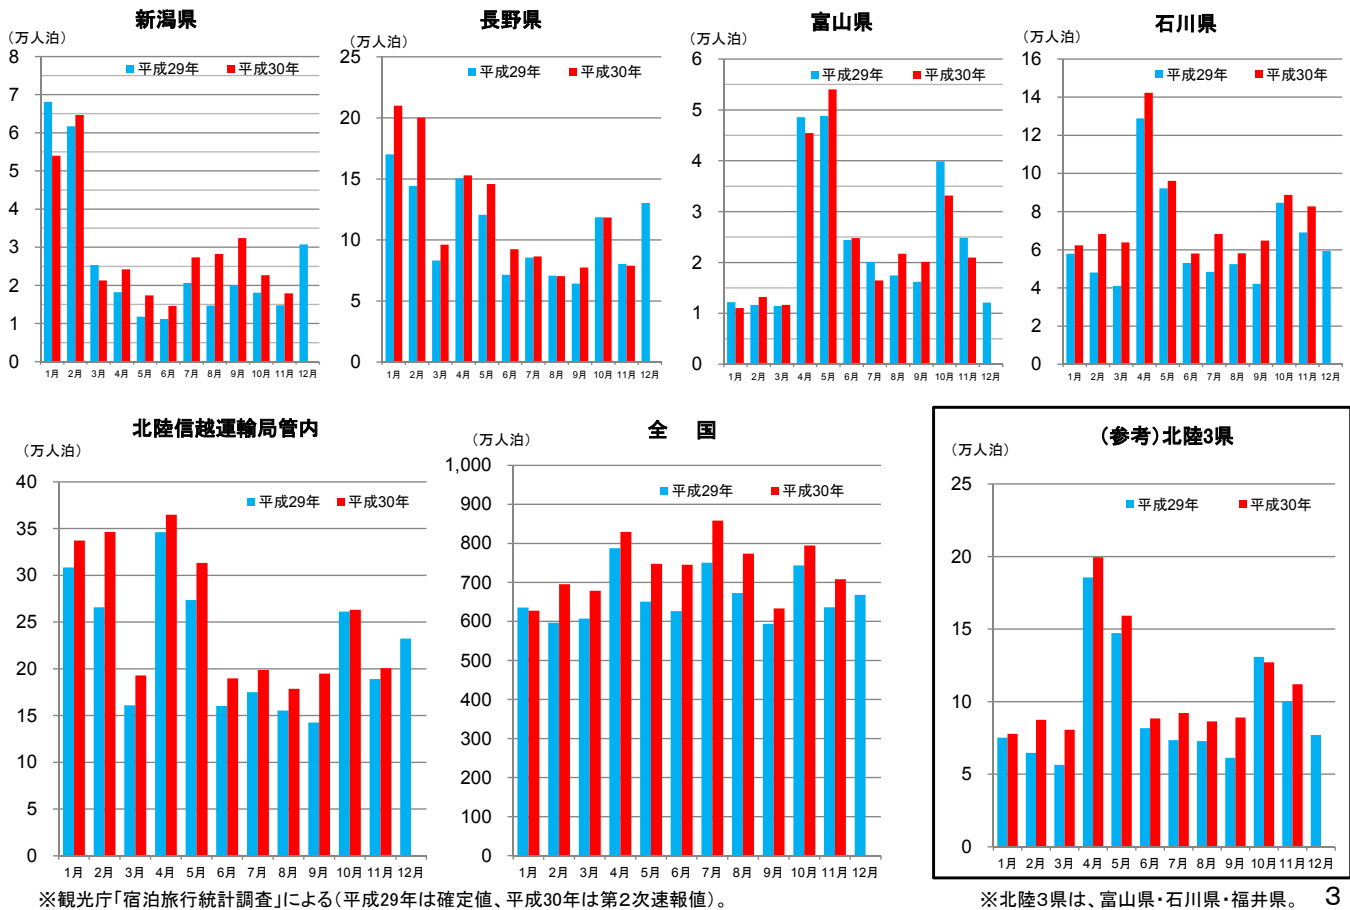 新潟県
(万人泊)
平成29年 平成30年
8
7
6
5
4
3
2
1
0
1月 2月 3月 4月 5月 6月 7月 8月 9月 10月 11月 12月
長野県
(万人泊)
平成29年 平成30年
25
20
15
10
5
0
1月 2月 3月 4月 5月 6月 7月 8月 9月 10月 11月 12月
富山県
(万人泊)
平成29年 平成30年
6
5
4
3
2
1
0
1月 2月 3月 4月 5月 6月 7月 8月 9月 10月 11月 12月
石川県
(万人泊)
平成29年 平成30年
16
14
12
10
8
6
4
2
0
1月 2月 3月 4月 5月 6月 7月 8月 9月 10月 11月 12月
北陸信越運輸局管内
(万人泊)
平成29年 平成30年
40
35
30
25
20
15
10
5
0
1月 2月 3月 4月 5月 6月 7月 8月 9月 10月 11月 12月
全 国
(万人泊)
平成29年 平成30年
1,000
900
800
700
600
500
400
300
200
100
0
1月 2月 3月 4月 5月 6月 7月 8月 9月 10月 11月 12月
(参考)北陸3県
(万人泊)
平成29年 平成30年
25
20
15
10
5
0
1月 2月 3月 4月 5月 6月 7月 8月 9月 10月 11月 12月
※観光庁「宿泊旅行統計調査」による(平成29年は確定値、平成30年は第2次速報値)。
※北陸3県は、富山県・石川県・福井県。 3